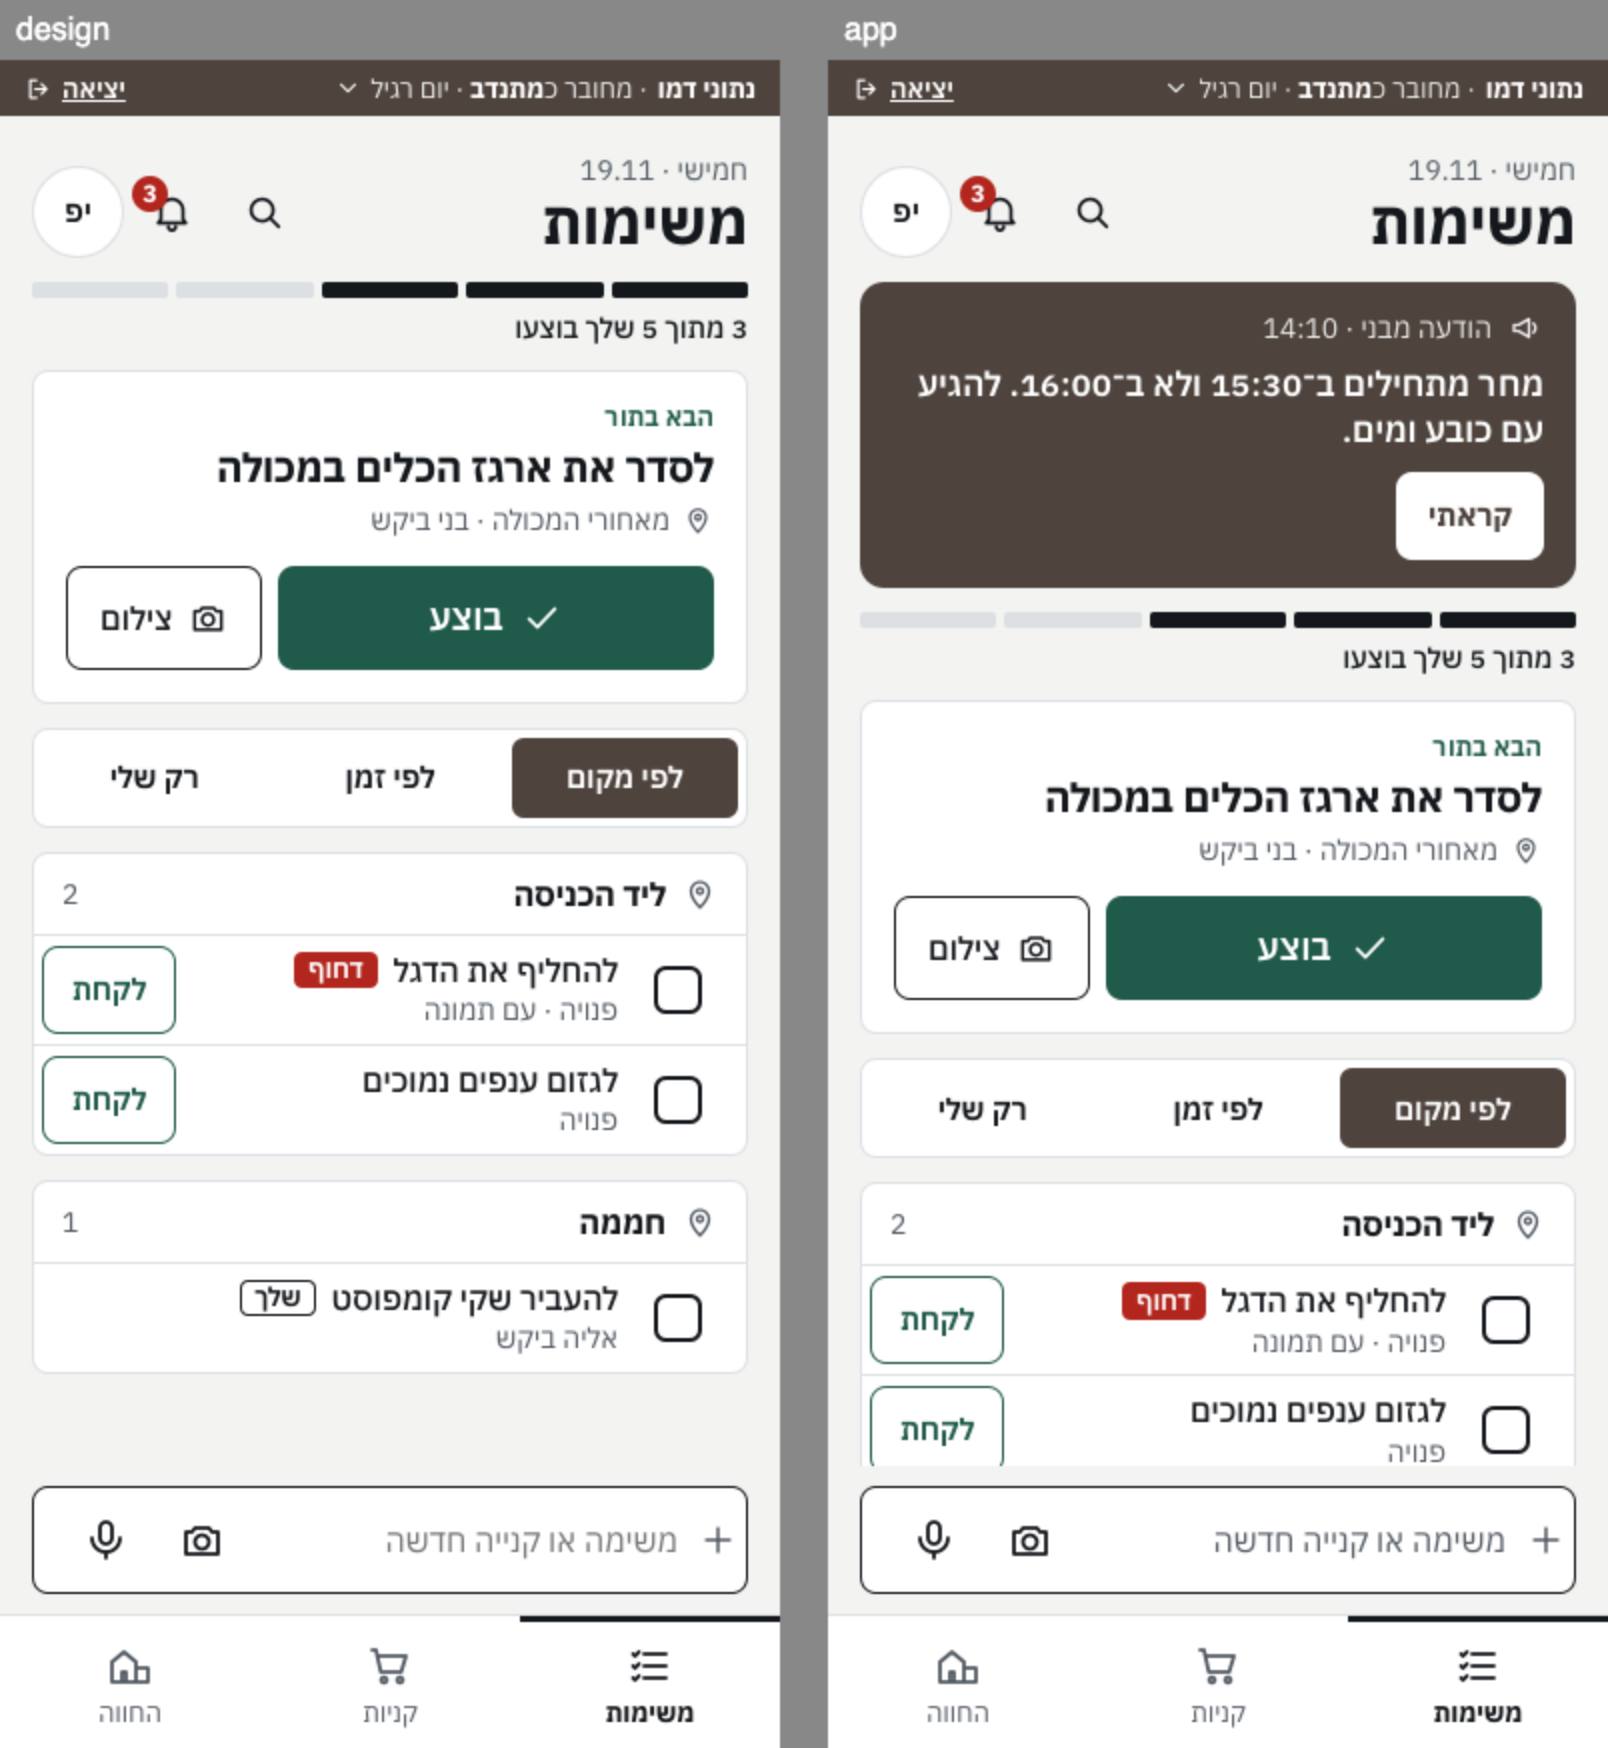 design
נתוני דמו · מחובר כמתנדב · יום רגיל
יציאה
חמישי · 19.11
משימות
3
יפ
3 מתוך 5 שלך בוצעו
הבא בתור
לסדר את ארגז הכלים במכולה
מאחורי המכולה · בני ביקש
בוצע
צילום
לפי מקום
לפי זמן
רק שלי
ליד הכניסה
2
להחליף את הדגל דחוף
פנויה · עם תמונה
לקחת
לגזום ענפים נמוכים
פנויה
לקחת
חממה
1
להעביר שקי קומפוסט שלך
אליה ביקש
משימה או קנייה חדשה
משימות
קניות
החווה
app
נתוני דמו · מחובר כמתנדב · יום רגיל
יציאה
חמישי · 19.11
משימות
3
יפ
הודעה מבני · 14:10
מחר מתחילים ב־15:30 ולא ב־16:00. להגיע
עם כובע ומים.
קראתי
3 מתוך 5 שלך בוצעו
הבא בתור
לסדר את ארגז הכלים במכולה
מאחורי המכולה · בני ביקש
בוצע
צילום
לפי מקום
לפי זמן
רק שלי
ליד הכניסה
2
להחליף את הדגל דחוף
פנויה · עם תמונה
לקחת
לגזום ענפים נמוכים
פנויה
לקחת
משימה או קנייה חדשה
משימות
קניות
החווה